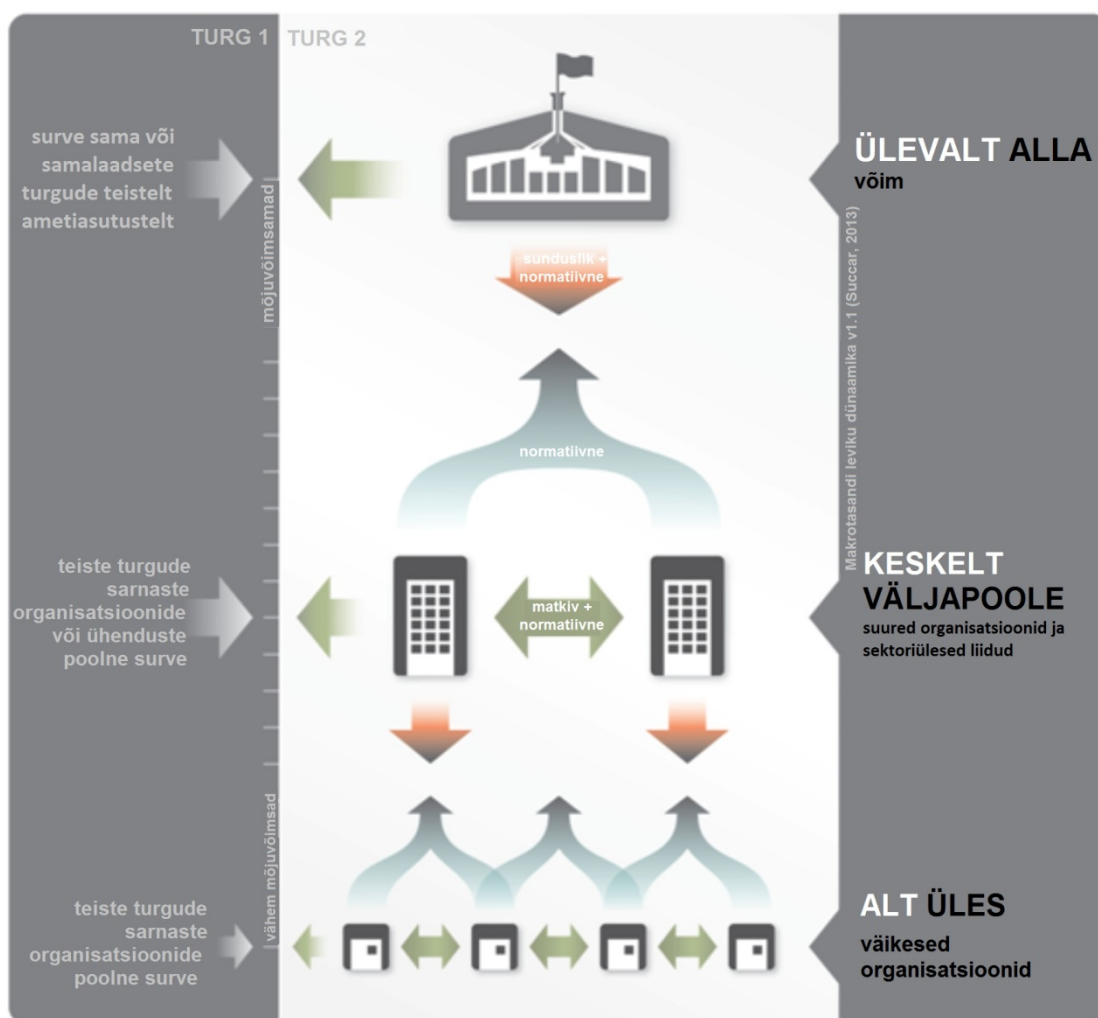 TURG 1
TURG 2
surve sama või
samalaadsete
turgude teistelt
ametiasutustelt
mõjuvõimsamad
sunduslik +
normatiivne
ÜLEVALT ALLA
võim
Makrotasandi leviku dünaamika v1.1 (Succar, 2013)
normatiivne
teiste turgude
sarnaste
organisatsioonide
või ühenduste
poolne surve
matkiv +
normatiivne
KESKELT
VÄLJAPOOLE
suured organisatsioonid ja
sektoriülesed liidud
vähem mõjuvõimsad
teiste turgude
sarnaste
organisatsioonide
poolne surve
ALT ÜLES
väikesed
organisatsioonid